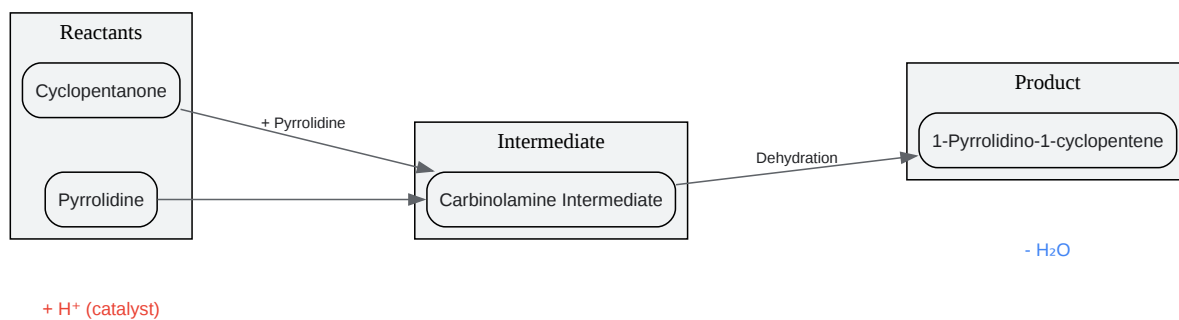 Reactants
Cyclopentanone
+ Pyrrolidine
Pyrrolidine
+ H⁺ (catalyst)
Intermediate
Carbinolamine Intermediate
Dehydration
Product
1-Pyrrolidino-1-cyclopentene
- H₂O